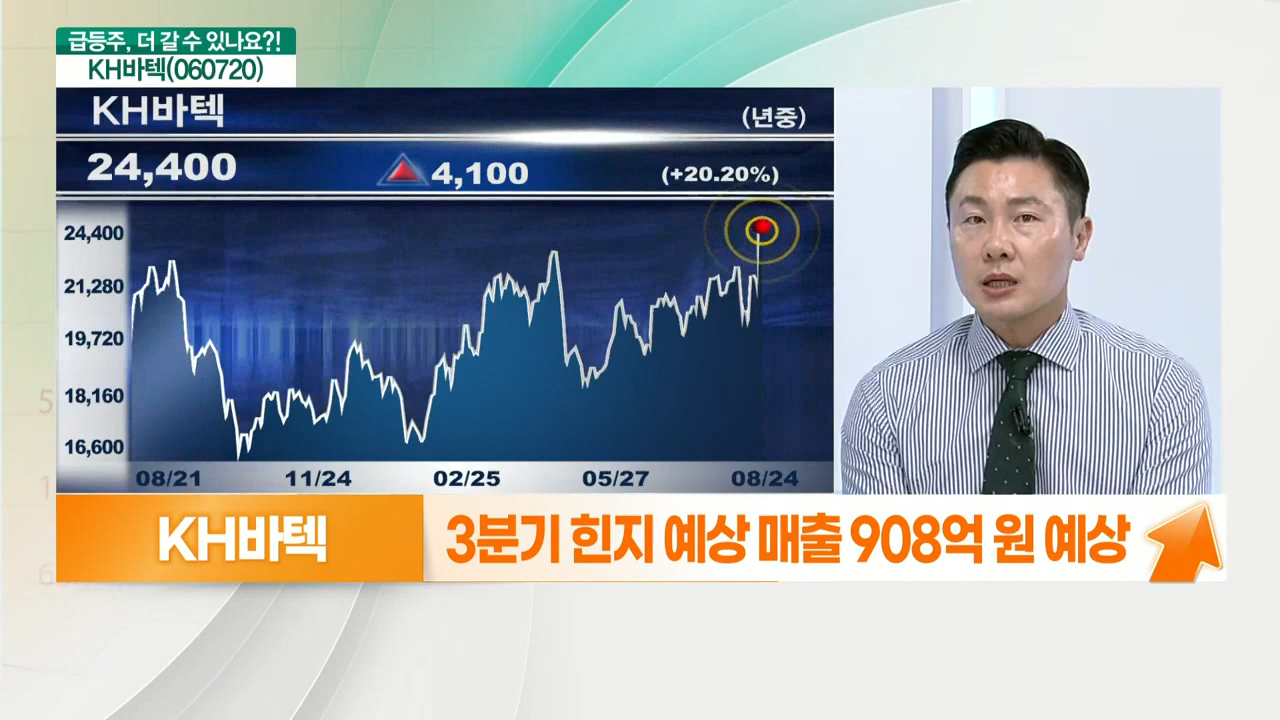 급등주, 더 갈 수 있나요?!
KH바텍(060720)
KH바텍
(년중)
24,400 4,100 (+20.20%)
24,400
21,280
19,720
18,160
16,600
08/21 11/24 02/25 05/27 08/24
KH바텍
3분기 힌지 예상 매출 908억 원 예상
5
1
6